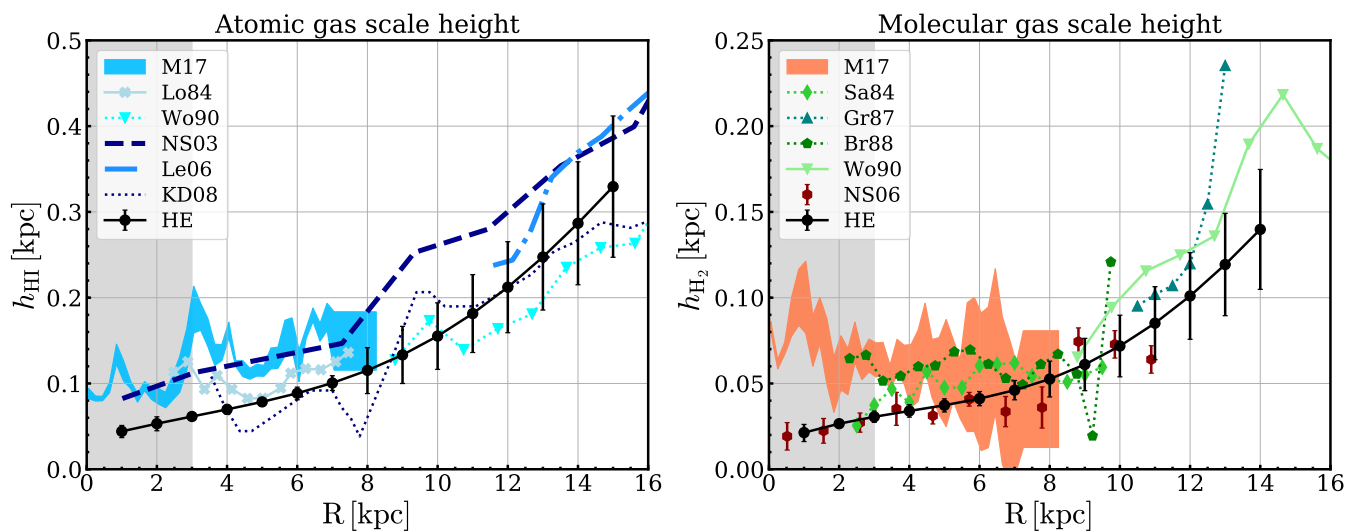 Atomic gas scale height
0.5
0.4
0.3
0.2
0.1
0.0
h_HI [kpc]
M17
Lo84
Wo90
NS03
Le06
KD08
HE
0 2 4 6 8 10 12 14 16
R [kpc]
Molecular gas scale height
0.25
0.20
0.15
0.10
0.05
0.00
h_H₂ [kpc]
M17
Sa84
Gr87
Br88
Wo90
NS06
HE
0 2 4 6 8 10 12 14 16
R [kpc]